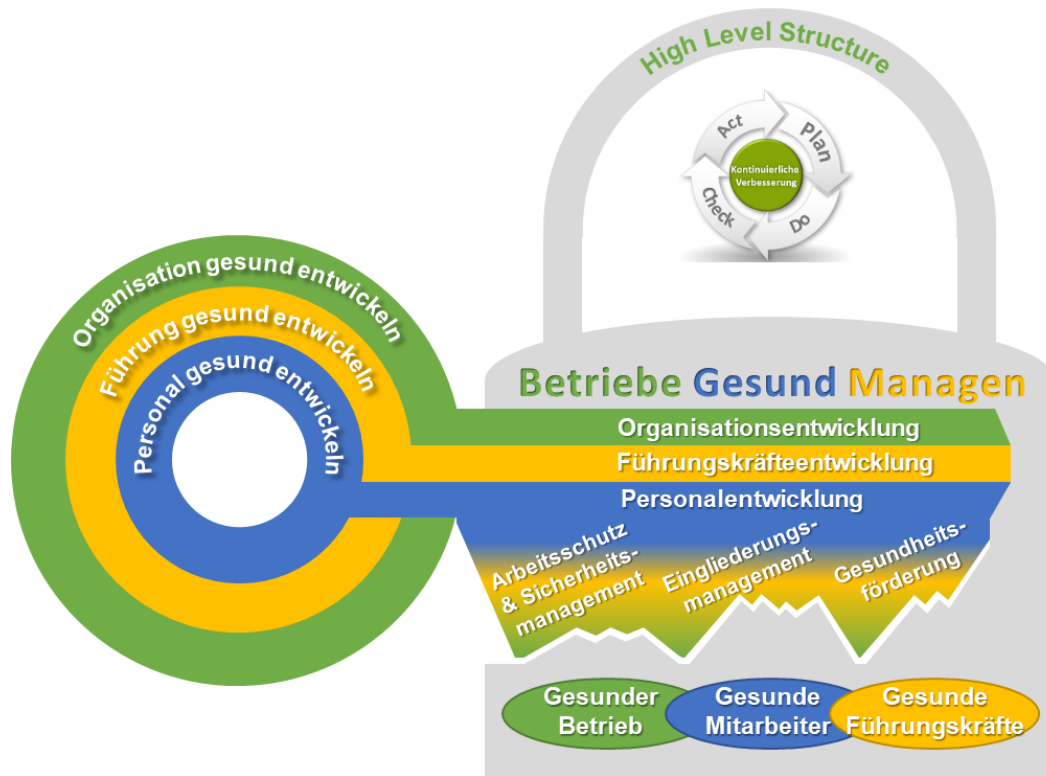 High Level Structure
Act
Plan
Do
Check
Kontinuierliche
Verbesserung
Organisation gesund entwickeln
Führung gesund entwickeln
Personal gesund entwickeln
Betriebe Gesund Managen
Organisationsentwicklung
Führungskräfteentwicklung
Personalentwicklung
Arbeitsschutz
& Sicherheits-
management
Eingliederungs-
management
Gesundheits-
förderung
Gesunder
Betrieb
Gesunde
Mitarbeiter
Gesunde
Führungskräfte